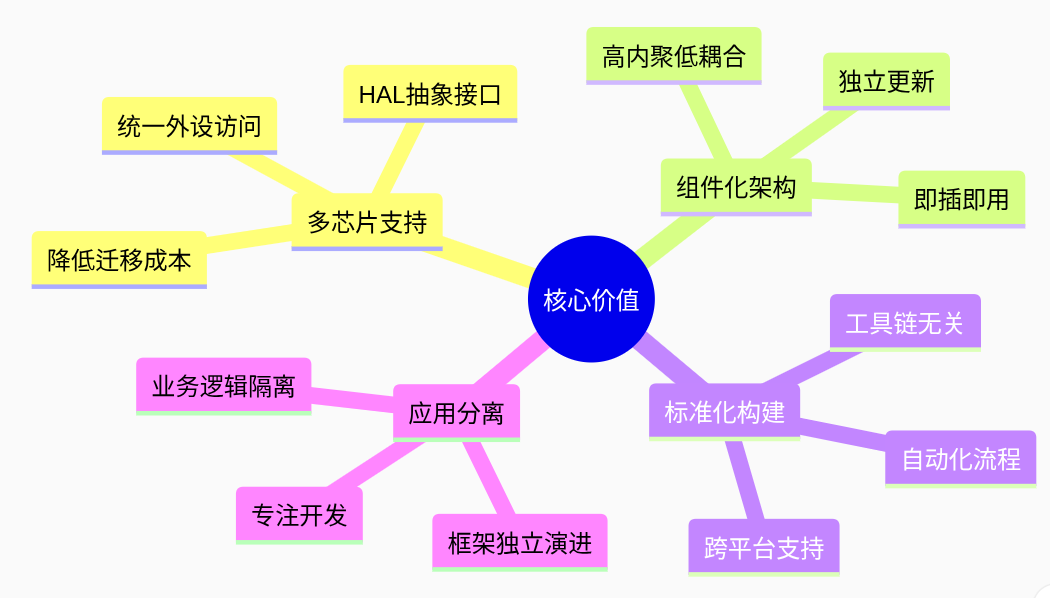 核心价值
多芯片支持
HAL抽象接口
统一外设访问
降低迁移成本
组件化架构
高内聚低耦合
独立更新
即插即用
标准化构建
工具链无关
自动化流程
跨平台支持
应用分离
业务逻辑隔离
专注开发
框架独立演进